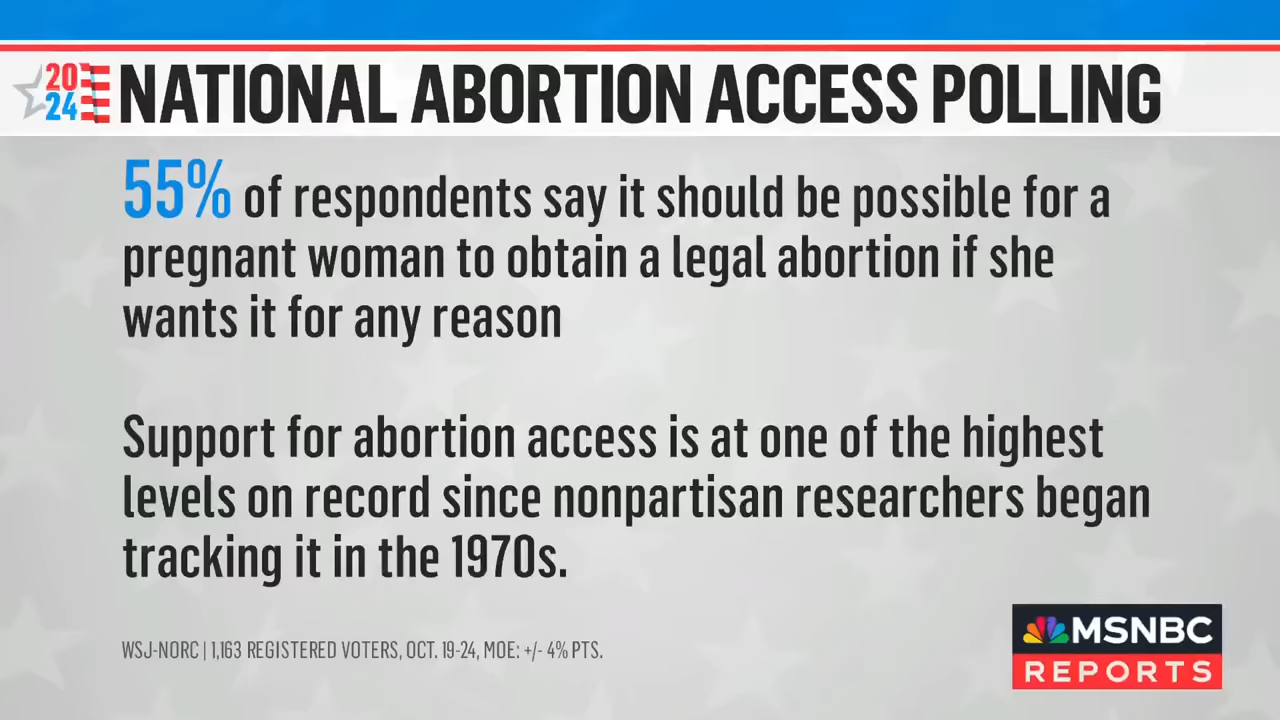 2024 NATIONAL ABORTION ACCESS POLLING
55% of respondents say it should be possible for a
pregnant woman to obtain a legal abortion if she
wants it for any reason
Support for abortion access is at one of the highest
levels on record since nonpartisan researchers began
tracking it in the 1970s.
WSJ-NORC | 1,163 REGISTERED VOTERS, OCT. 19-24, MOE: +/- 4% PTS.
MSNBC
REPORTS